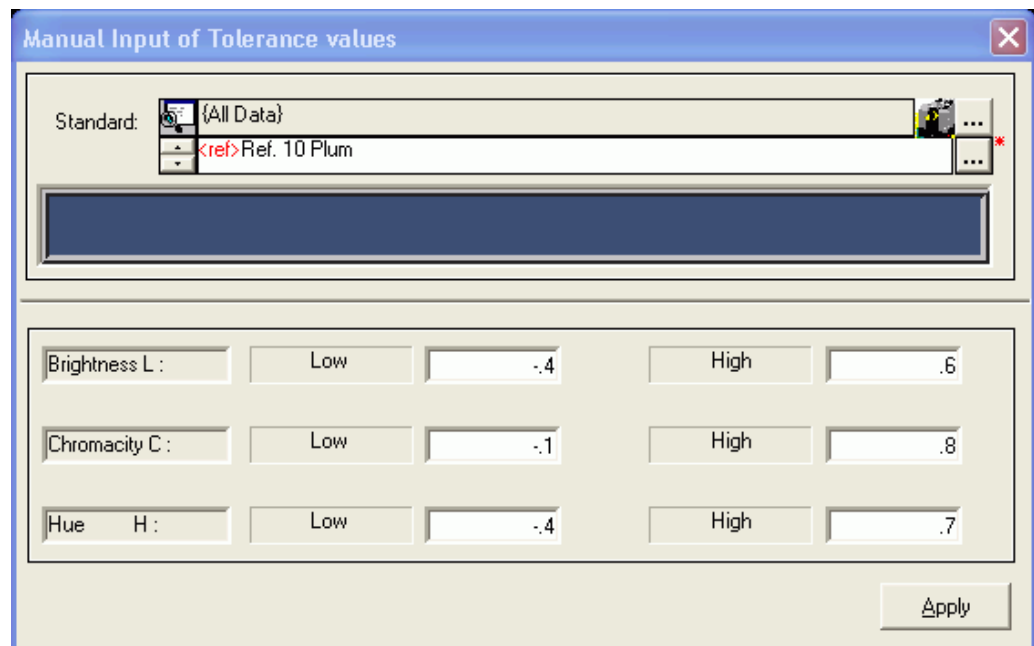 Manual Input of Tolerance values
Standard: {All Data} ...
<ref>Ref. 10 Plum ... *
Brightness L : Low -.4 High .6
Chromacity C : Low -.1 High .8
Hue H : Low -.4 High .7
Apply